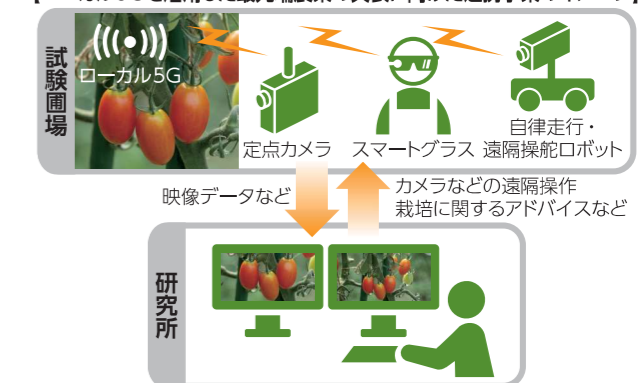 試験圃場
ローカル5G
定点カメラ
スマートグラス
自律走行・
遠隔操舵ロボット
映像データなど
カメラなどの遠隔操作
栽培に関するアドバイスなど
研究所